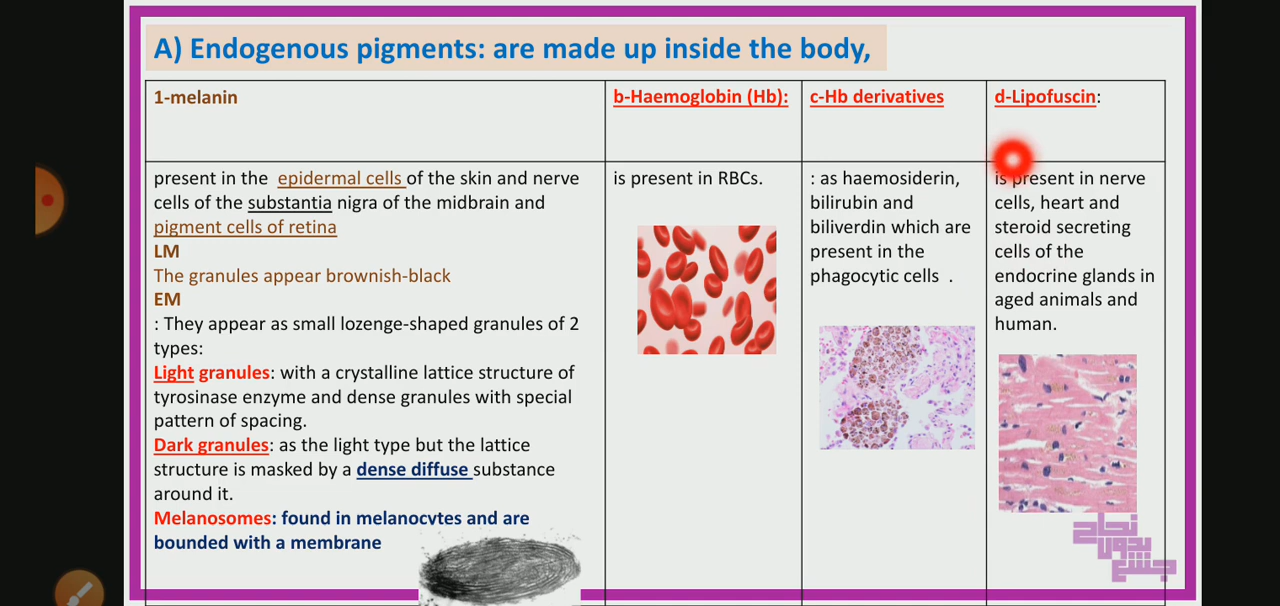 A) Endogenous pigments: are made up inside the body,
1-melanin
b-Haemoglobin (Hb):
c-Hb derivatives
d-Lipofuscin:
present in the epidermal cells of the skin and nerve
cells of the substantia nigra of the midbrain and
pigment cells of retina
LM
The granules appear brownish-black
EM
: They appear as small lozenge-shaped granules of 2
types:
Light granules: with a crystalline lattice structure of
tyrosinase enzyme and dense granules with special
pattern of spacing.
Dark granules: as the light type but the lattice
structure is masked by a dense diffuse substance
around it.
Melanosomes: found in melanocytes and are
bounded with a membrane
is present in RBCs.
: as haemosiderin,
bilirubin and
biliverdin which are
present in the
phagocytic cells .
is present in nerve
cells, heart and
steroid secreting
cells of the
endocrine glands in
aged animals and
human.
نجاح
بدون
جشع